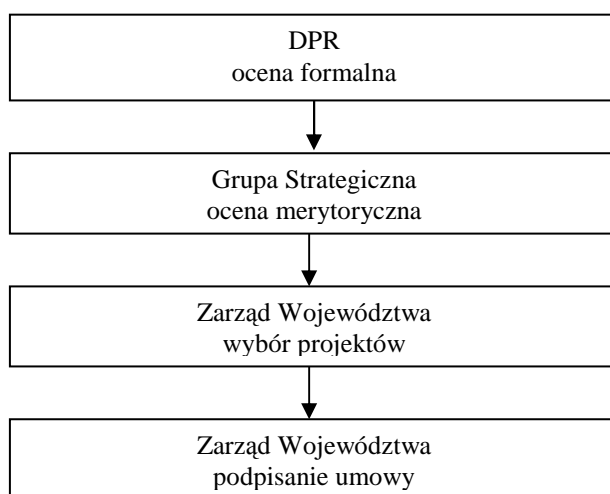 DPR
ocena formalna
Grupa Strategiczna
ocena merytoryczna
Zarząd Województwa
wybór projektów
Zarząd Województwa
podpisanie umowy